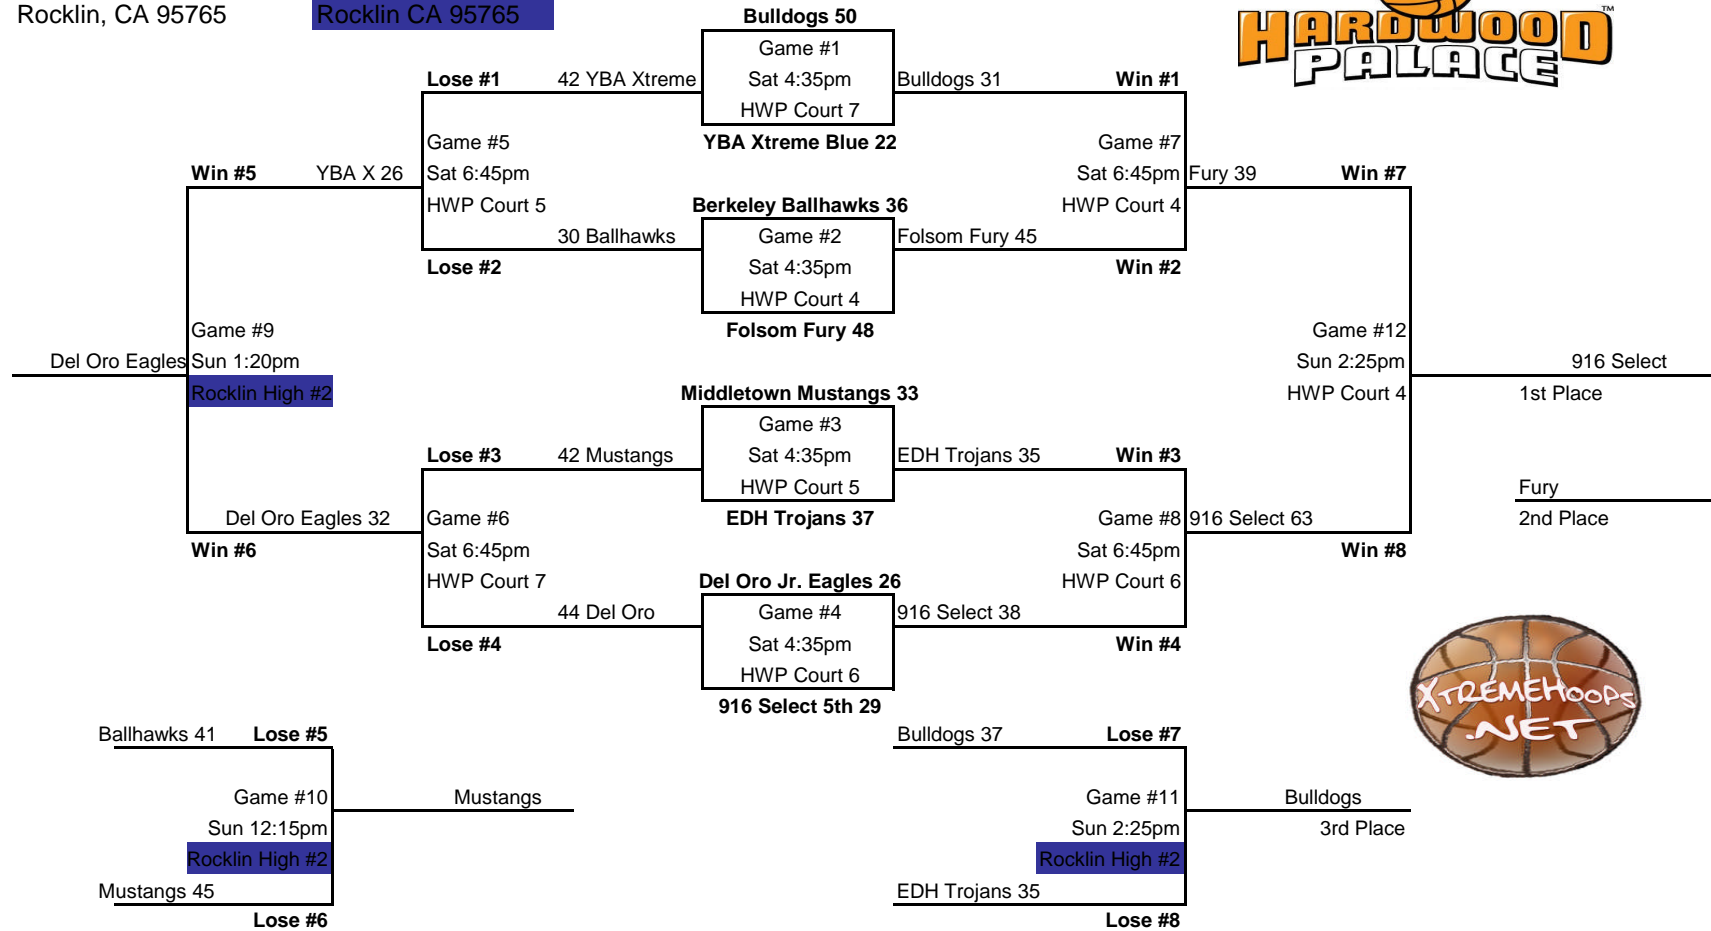 Rocklin, CA 95765
Rocklin CA 95765
HARDWOOD
PALACE
TM
Bulldogs 50
Game #1
Lose #1
42 YBA Xtreme
Sat 4:35pm
Bulldogs 31
Win #1
HWP Court 7
Game #5
YBA Xtreme Blue 22
Game #7
Win #5
YBA X 26
Sat 6:45pm
Sat 6:45pm
Fury 39
Win #7
HWP Court 5
Berkeley Ballhawks 36
HWP Court 4
30 Ballhawks
Game #2
Folsom Fury 45
Lose #2
Sat 4:35pm
Win #2
HWP Court 4
Game #9
Folsom Fury 48
Game #12
Del Oro Eagles
Sun 1:20pm
Sun 2:25pm
916 Select
Rocklin High #2
Middletown Mustangs 33
HWP Court 4
1st Place
Game #3
Lose #3
42 Mustangs
Sat 4:35pm
EDH Trojans 35
Win #3
HWP Court 5
Fury
Del Oro Eagles 32
Game #6
EDH Trojans 37
Game #8
916 Select 63
2nd Place
Win #6
Sat 6:45pm
Sat 6:45pm
Win #8
HWP Court 7
Del Oro Jr. Eagles 26
HWP Court 6
44 Del Oro
Game #4
916 Select 38
Lose #4
Sat 4:35pm
Win #4
HWP Court 6
916 Select 5th 29
XTREMEHOOPS
.NET
Ballhawks 41
Lose #5
Bulldogs 37
Lose #7
Game #10
Mustangs
Game #11
Bulldogs
Sun 12:15pm
Sun 2:25pm
3rd Place
Rocklin High #2
Rocklin High #2
Mustangs 45
EDH Trojans 35
Lose #6
Lose #8